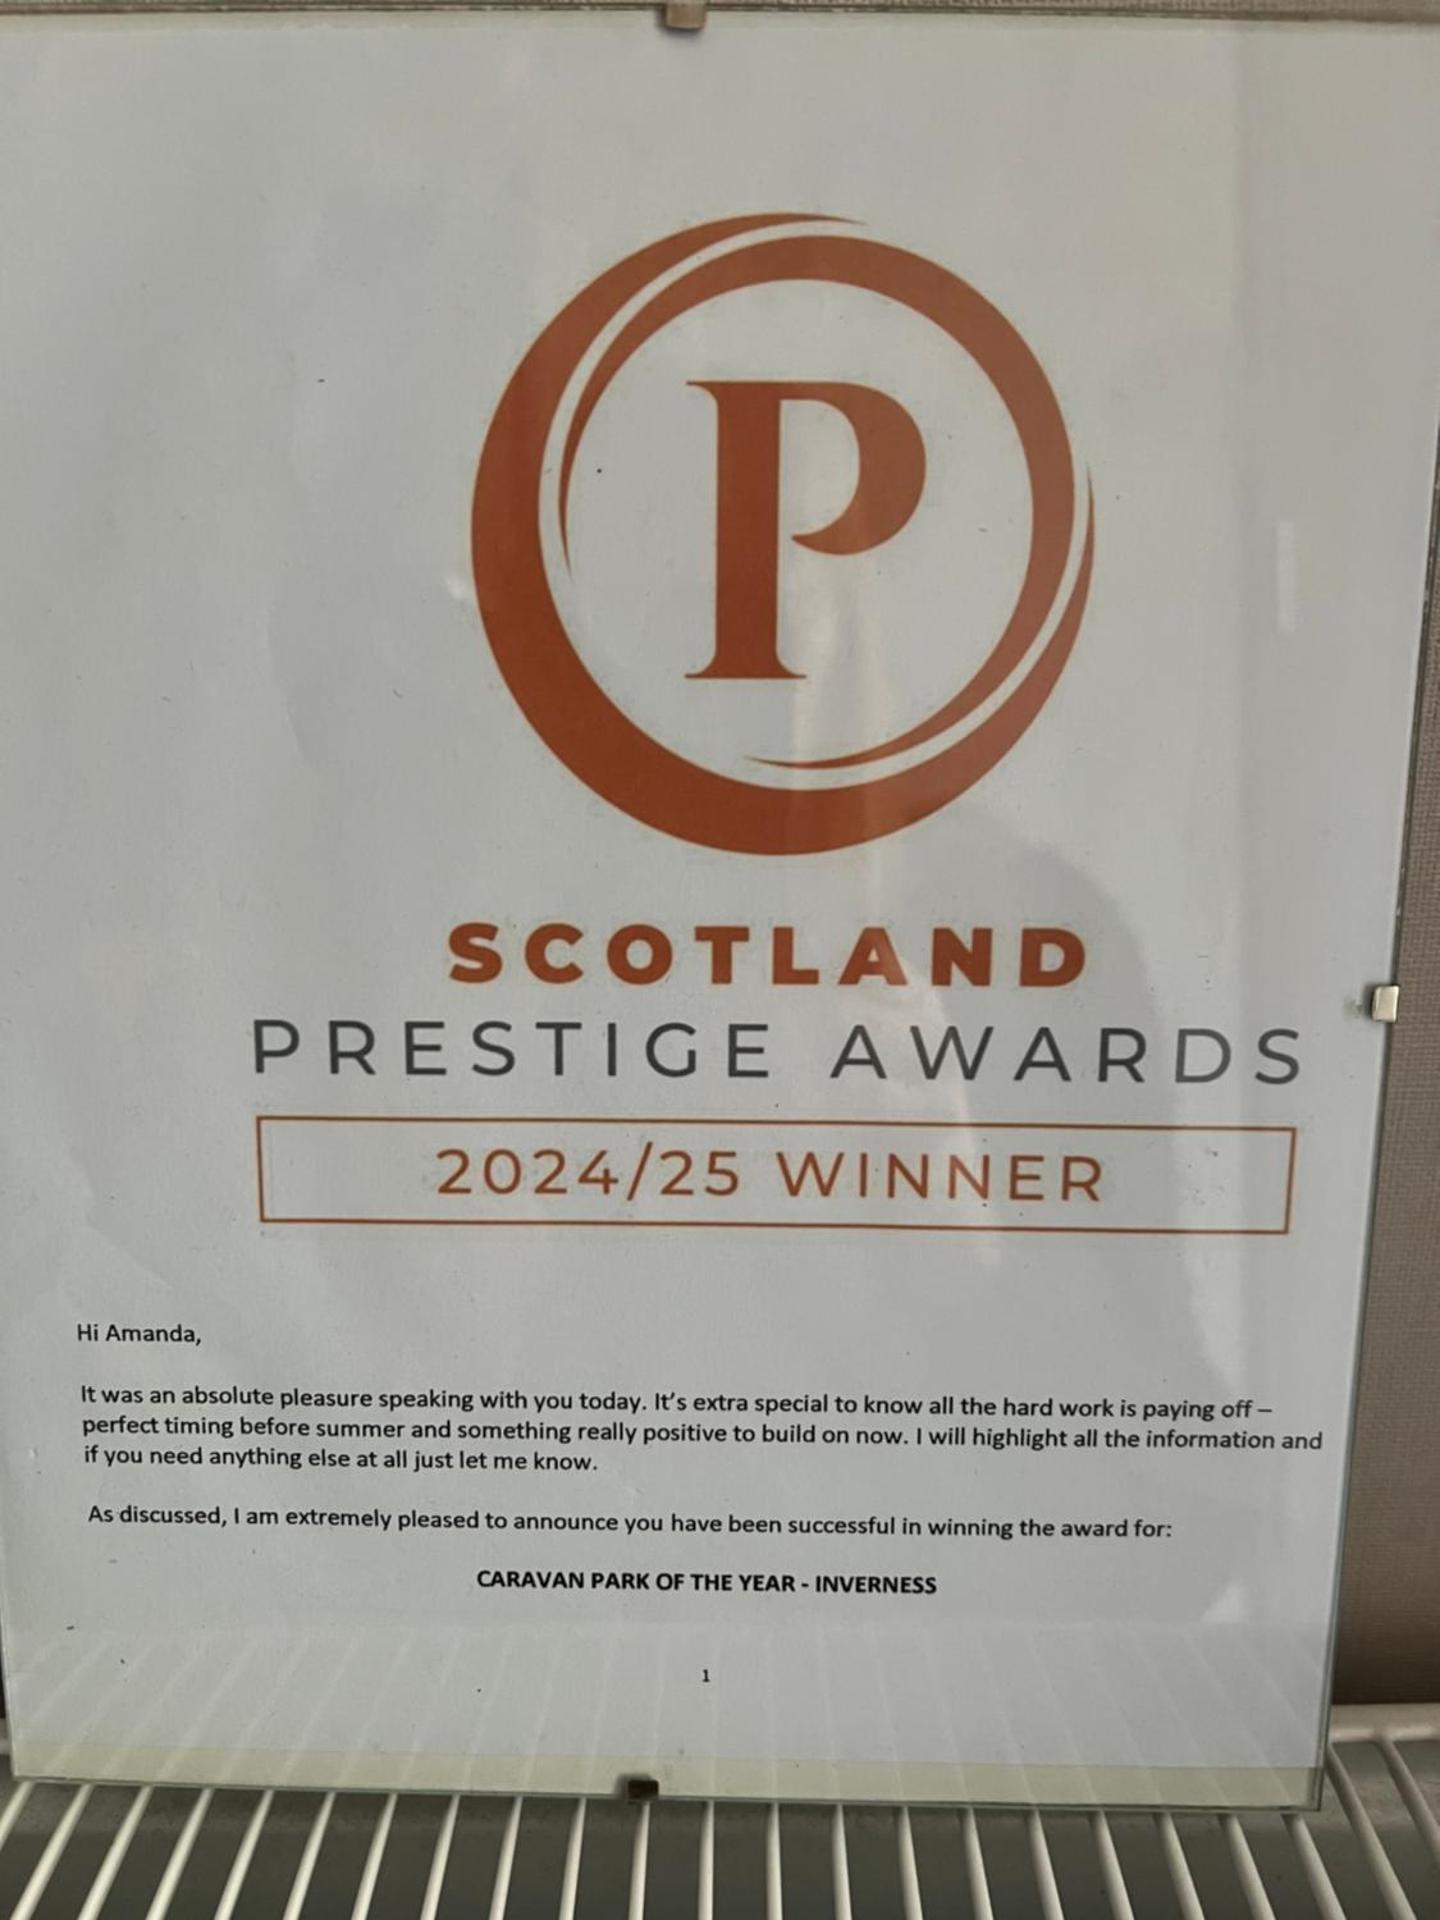 P
SCOTLAND
PRESTIGE AWARDS
2024/25 WINNER
Hi Amanda,
It was an absolute pleasure speaking with you today. It’s extra special to know all the hard work is paying off –
perfect timing before summer and something really positive to build on now. I will highlight all the information and
if you need anything else at all just let me know.
As discussed, I am extremely pleased to announce you have been successful in winning the award for:
CARAVAN PARK OF THE YEAR - INVERNESS
1